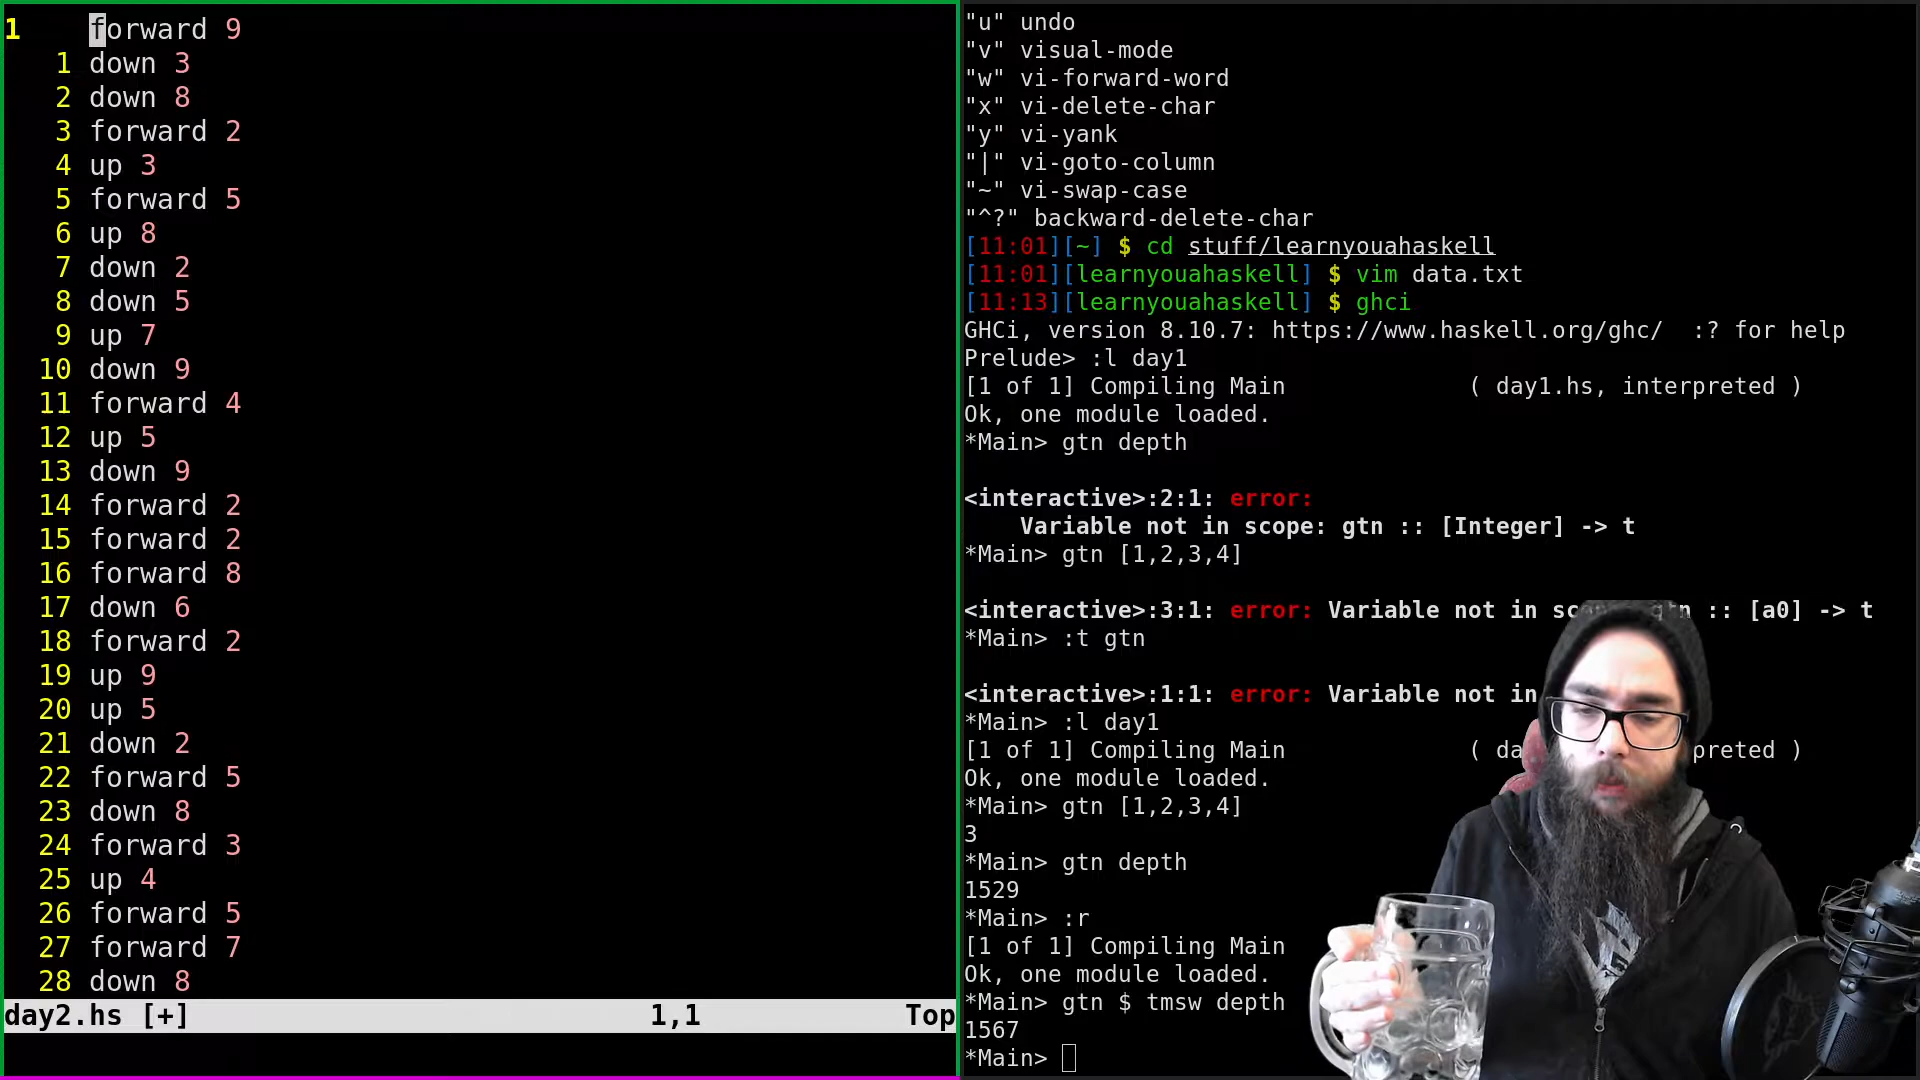 1 forward 9
1 down 3
2 down 8
3 forward 2
4 up 3
5 forward 5
6 up 8
7 down 2
8 down 5
9 up 7
10 down 9
11 forward 4
12 up 5
13 down 9
14 forward 2
15 forward 2
16 forward 8
17 down 6
18 forward 2
19 up 9
20 up 5
21 down 2
22 forward 5
23 down 8
24 forward 3
25 up 4
26 forward 5
27 forward 7
28 down 8
day2.hs [+] 1,1 Top
"u" undo
"v" visual-mode
"w" vi-forward-word
"x" vi-delete-char
"y" vi-yank
"|" vi-goto-column
"~" vi-swap-case
"^?" backward-delete-char
[11:01][~] $ cd stuff/learnyouahaskell
[11:01][learnyouahaskell] $ vim data.txt
[11:13][learnyouahaskell] $ ghci
GHCi, version 8.10.7: https://www.haskell.org/ghc/  :? for help
Prelude> :l day1
[1 of 1] Compiling Main ( day1.hs, interpreted )
Ok, one module loaded.
*Main> gtn depth
<interactive>:2:1: error:
Variable not in scope: gtn :: [Integer] -> t
*Main> gtn [1,2,3,4]
<interactive>:3:1: error: Variable not in gtn :: [a0] -> t
*Main> :t gtn
<interactive>:1:1: error: Variable not in
*Main> :l day1
[1 of 1] Compiling Main ( da preted )
Ok, one module loaded.
*Main> gtn [1,2,3,4]
3
*Main> gtn depth
1529
*Main> :r
[1 of 1] Compiling Main
Ok, one module loaded.
*Main> gtn $ tmsw depth
1567
*Main>